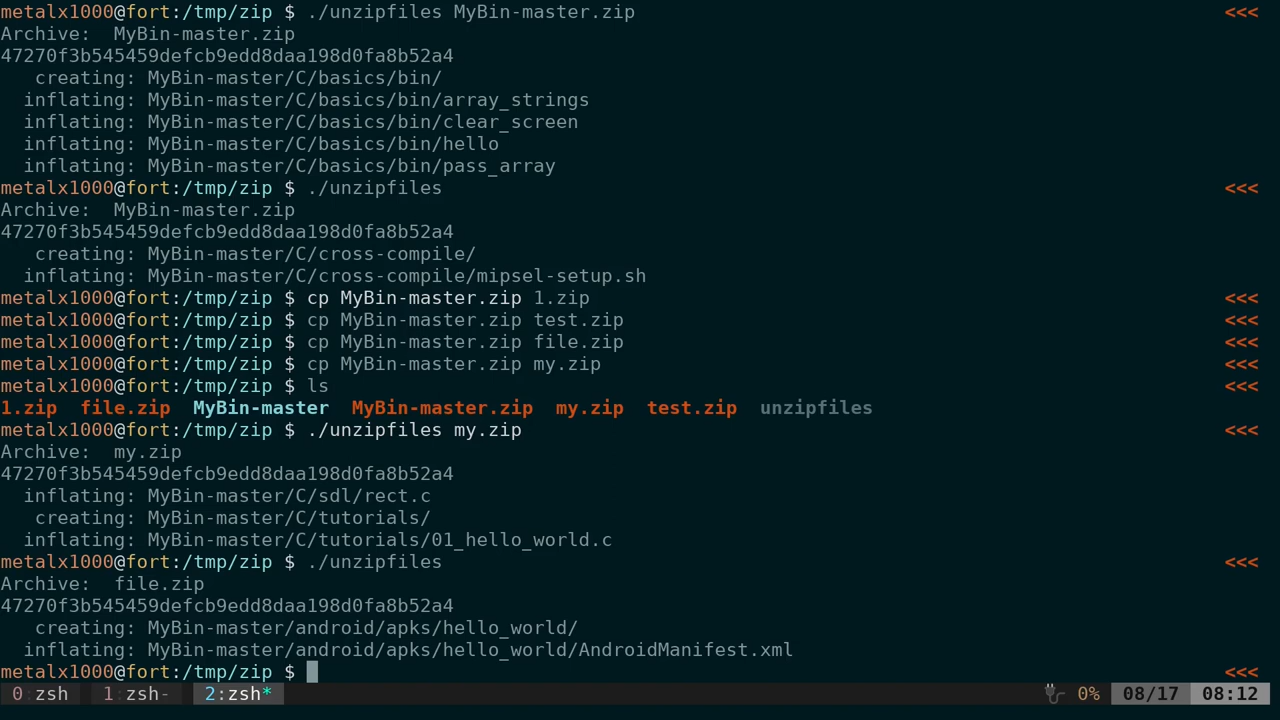 metalx1000@fort:/tmp/zip $ ./unzipfiles MyBin-master.zip <<<
Archive:  MyBin-master.zip
47270f3b545459defcb9edd8daa198d0fa8b52a4
   creating: MyBin-master/C/basics/bin/
  inflating: MyBin-master/C/basics/bin/array_strings
  inflating: MyBin-master/C/basics/bin/clear_screen
  inflating: MyBin-master/C/basics/bin/hello
  inflating: MyBin-master/C/basics/bin/pass_array
metalx1000@fort:/tmp/zip $ ./unzipfiles <<<
Archive:  MyBin-master.zip
47270f3b545459defcb9edd8daa198d0fa8b52a4
   creating: MyBin-master/C/cross-compile/
  inflating: MyBin-master/C/cross-compile/mipsel-setup.sh
metalx1000@fort:/tmp/zip $ cp MyBin-master.zip 1.zip <<<
metalx1000@fort:/tmp/zip $ cp MyBin-master.zip test.zip <<<
metalx1000@fort:/tmp/zip $ cp MyBin-master.zip file.zip <<<
metalx1000@fort:/tmp/zip $ cp MyBin-master.zip my.zip <<<
metalx1000@fort:/tmp/zip $ ls <<<
1.zip  file.zip  MyBin-master  MyBin-master.zip  my.zip  test.zip  unzipfiles
metalx1000@fort:/tmp/zip $ ./unzipfiles my.zip <<<
Archive:  my.zip
47270f3b545459defcb9edd8daa198d0fa8b52a4
  inflating: MyBin-master/C/sdl/rect.c
   creating: MyBin-master/C/tutorials/
  inflating: MyBin-master/C/tutorials/01_hello_world.c
metalx1000@fort:/tmp/zip $ ./unzipfiles <<<
Archive:  file.zip
47270f3b545459defcb9edd8daa198d0fa8b52a4
   creating: MyBin-master/android/apks/hello_world/
  inflating: MyBin-master/android/apks/hello_world/AndroidManifest.xml
metalx1000@fort:/tmp/zip $ <<<
0 zsh  1:zsh-  2:zsh*  0%  08/17  08:12